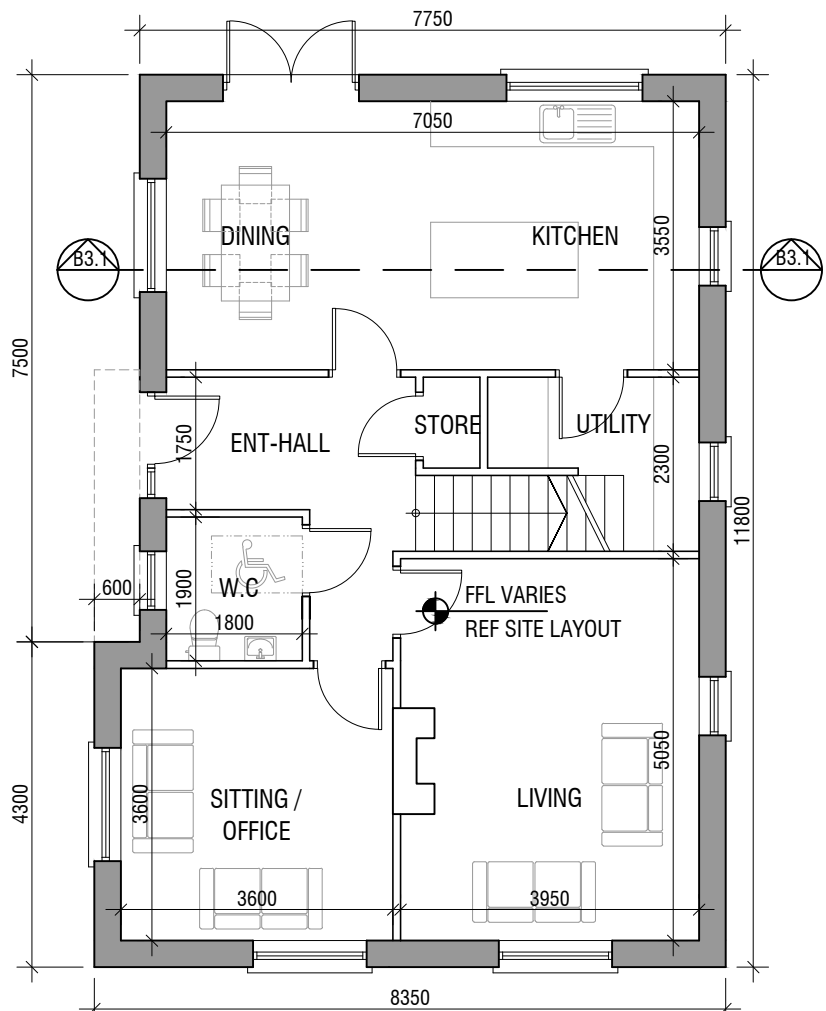 7750
7050
DINING
KITCHEN
3550
B3.1
B3.1
7500
1750
ENT-HALL
STORE
UTILITY
2300
11800
600
1900
W.C
1800
FFL VARIES
REF SITE LAYOUT
4300
3600
SITTING /
OFFICE
LIVING
5050
3600
3950
8350